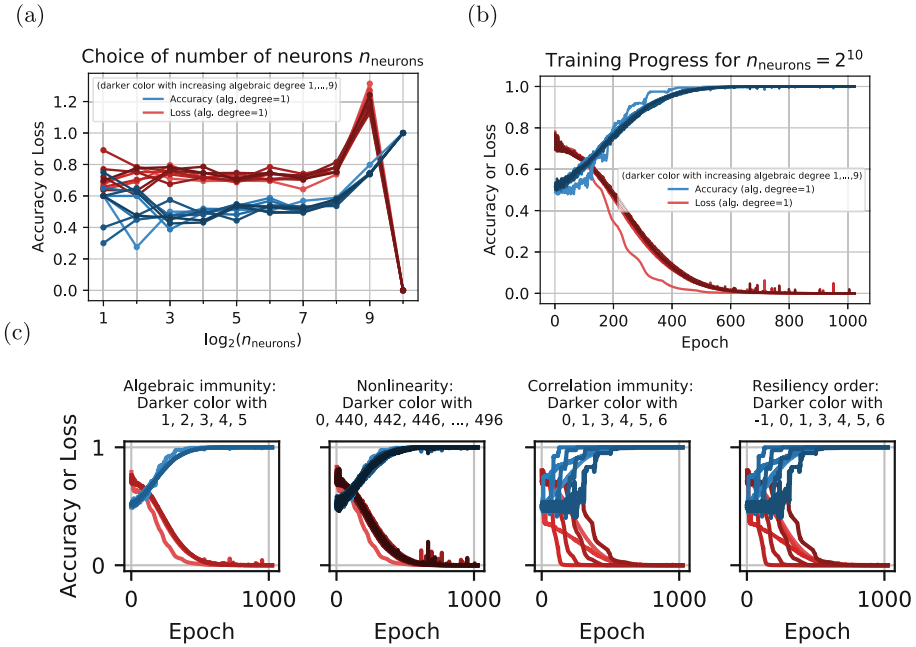 (a)
Choice of number of neurons n_neurons
(darker color with increasing algebraic degree 1,...,9)
Accuracy (alg. degree=1)
Loss (alg. degree=1)
Accuracy or Loss
1.2
1.0
0.8
0.6
0.4
0.2
0.0
1 3 5 7 9
log₂(n_neurons)
(b)
Training Progress for n_neurons = 2¹⁰
(darker color with increasing algebraic degree 1,...,9)
Accuracy (alg. degree=1)
Loss (alg. degree=1)
Accuracy or Loss
1.0
0.8
0.6
0.4
0.2
0.0
0 200 400 600 800 1000
Epoch
(c)
Accuracy or Loss
Algebraic immunity:
Darker color with
1, 2, 3, 4, 5
1
0
0 1000
Epoch
Nonlinearity:
Darker color with
0, 440, 442, 446, ..., 496
0 1000
Epoch
Correlation immunity:
Darker color with
0, 1, 3, 4, 5, 6
0 1000
Epoch
Resiliency order:
Darker color with
-1, 0, 1, 3, 4, 5, 6
0 1000
Epoch